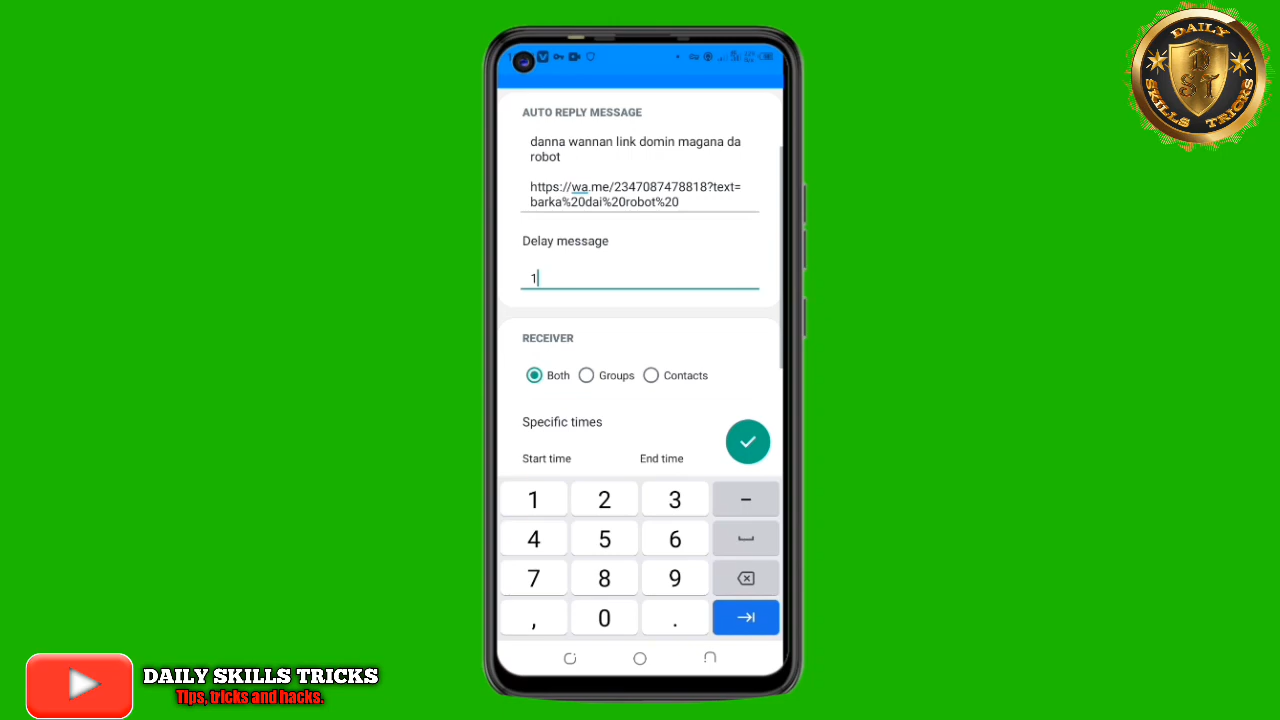 DAILY
D
ST
SKILLS TRICKS
AUTO REPLY MESSAGE
danna wannan link domin magana da
robot
https://wa.me/2347087478818?text=
barka%20dai%20robot%20
Delay message
1
RECEIVER
Both Groups Contacts
Specific times
Start time End time
1 2 3 –
4 5 6
7 8 9
, 0 .
DAILY SKILLS TRICKS
Tips, tricks and hacks.